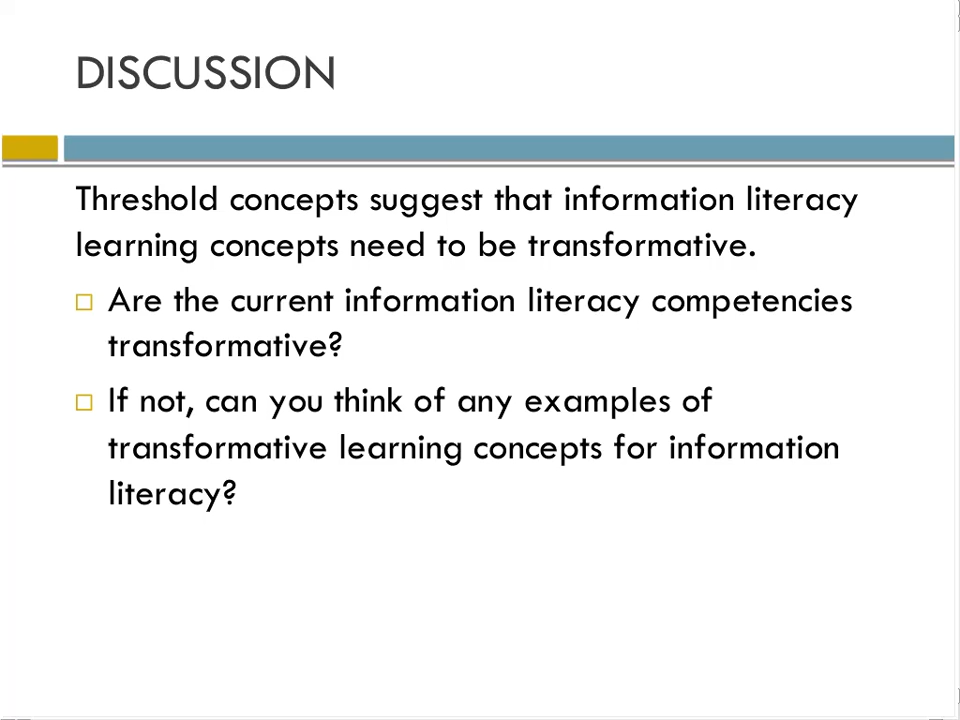 DISCUSSION
Threshold concepts suggest that information literacy
learning concepts need to be transformative.
Are the current information literacy competencies
transformative?
If not, can you think of any examples of
transformative learning concepts for information
literacy?